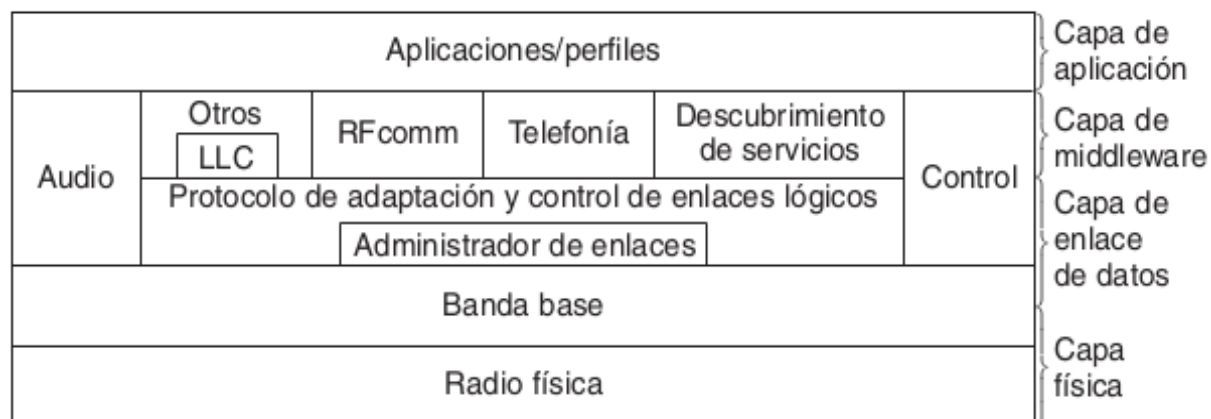 Aplicaciones/perfiles
Capa de
aplicación
Audio
Otros
LLC
RFcomm
Telefonía
Descubrimiento
de servicios
Control
Capa de
middleware
Protocolo de adaptación y control de enlaces lógicos
Administrador de enlaces
Capa de
enlace
de datos
Banda base
Radio física
Capa
física